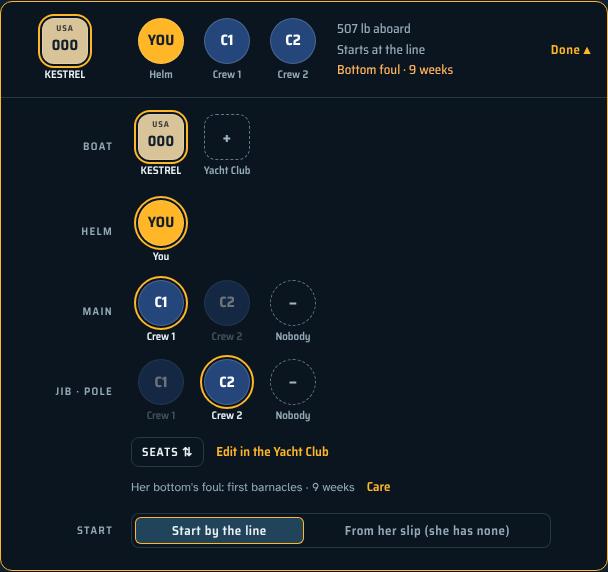 USA
000
KESTREL
YOU
Helm
C1
Crew 1
C2
Crew 2
507 lb aboard
Starts at the line
Bottom foul · 9 weeks
Done ▲
BOAT
USA
000
KESTREL
+
Yacht Club
HELM
YOU
You
MAIN
C1
Crew 1
C2
Crew 2
–
Nobody
JIB · POLE
C1
Crew 1
C2
Crew 2
–
Nobody
SEATS ⇅
Edit in the Yacht Club
Her bottom's foul: first barnacles · 9 weeks Care
START
Start by the line
From her slip (she has none)